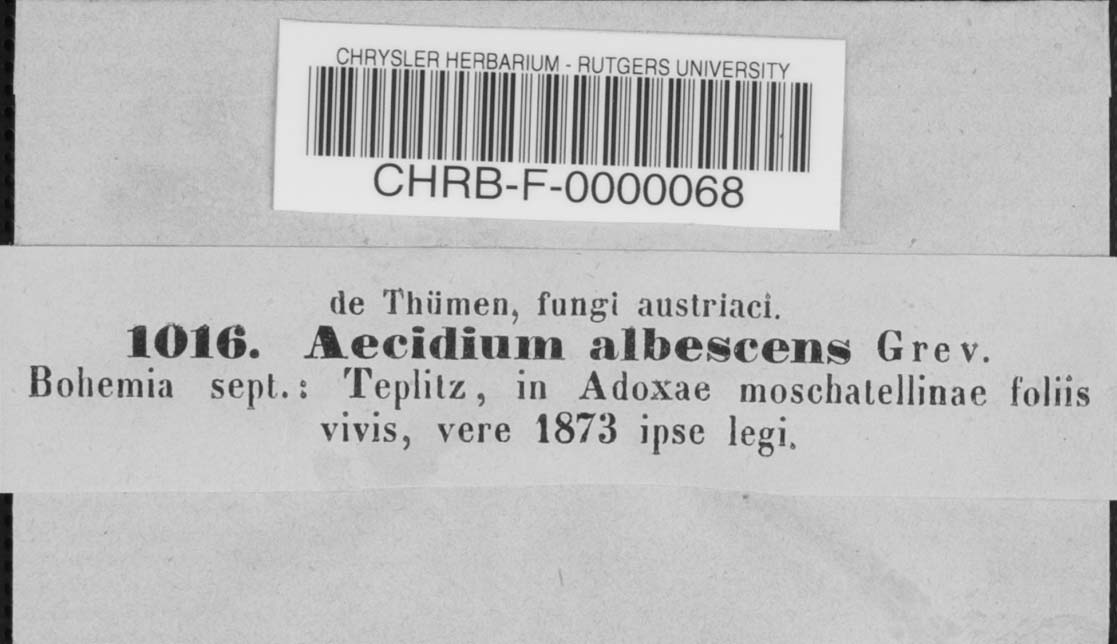 CHRYSLER HERBARIUM - RUTGERS UNIVERSITY
CHRB-F-0000068
de Thümen, fungi austriaci.
1016. Aecidium albescens Grev.
Bohemia sept.: Teplitz, in Adoxae moschatellinae foliis
vivis, vere 1873 ipse legi.